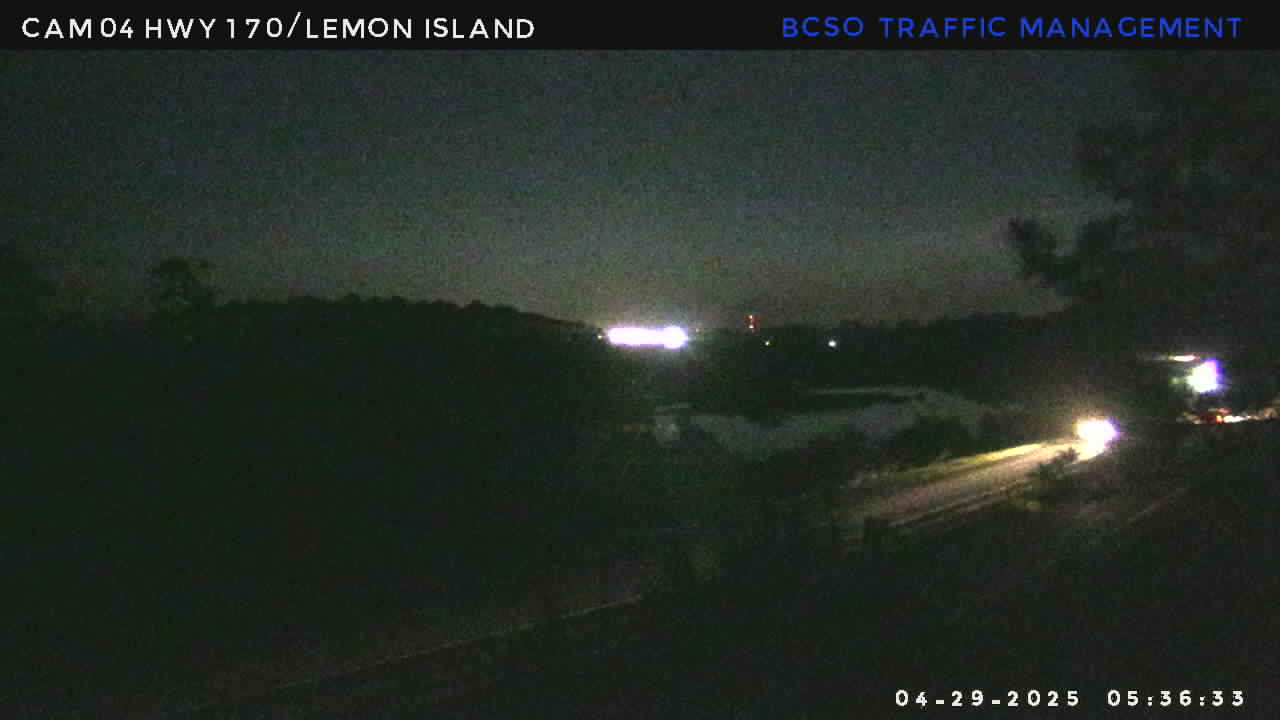 CAM04 HWY 170/LEMON ISLAND
BCSO TRAFFIC MANAGEMENT
04-29-2025 05:36:33